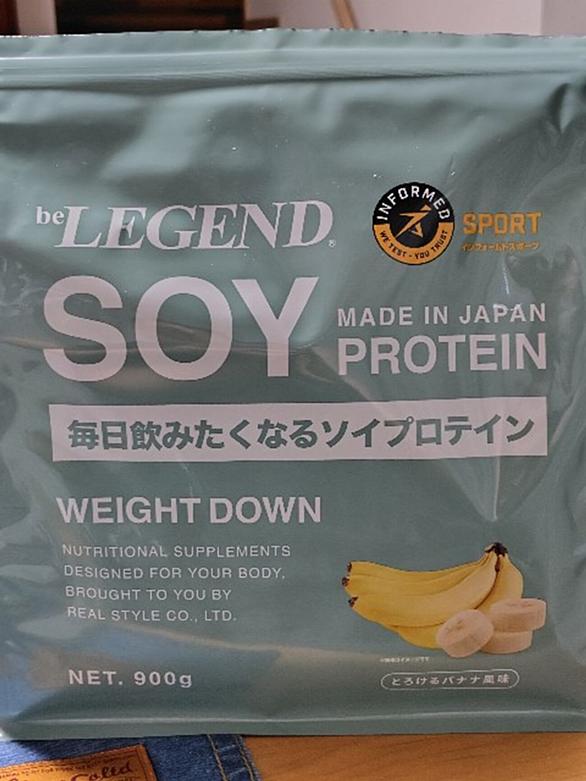 beLEGEND®
INFORMED
WE TEST・YOU TRUST
SPORT
インフォームドスポーツ
SOY
MADE IN JAPAN
PROTEIN
毎日飲みたくなるソイプロテイン
WEIGHT DOWN
NUTRITIONAL SUPPLEMENTS
DESIGNED FOR YOUR BODY,
BROUGHT TO YOU BY
REAL STYLE CO., LTD.
NET. 900g
とろけるバナナ風味